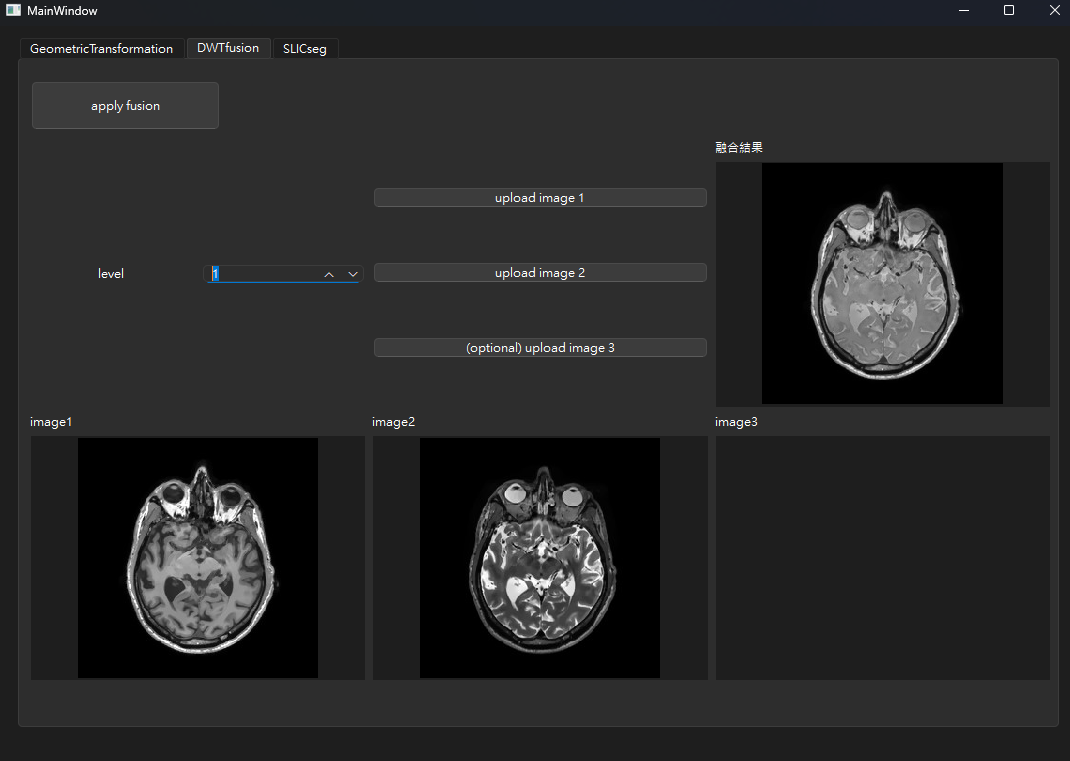 MainWindow
GeometricTransformation DWTfusion SLICseg
apply fusion
融合結果
upload image 1
level 1 upload image 2
(optional) upload image 3
image1 image2 image3